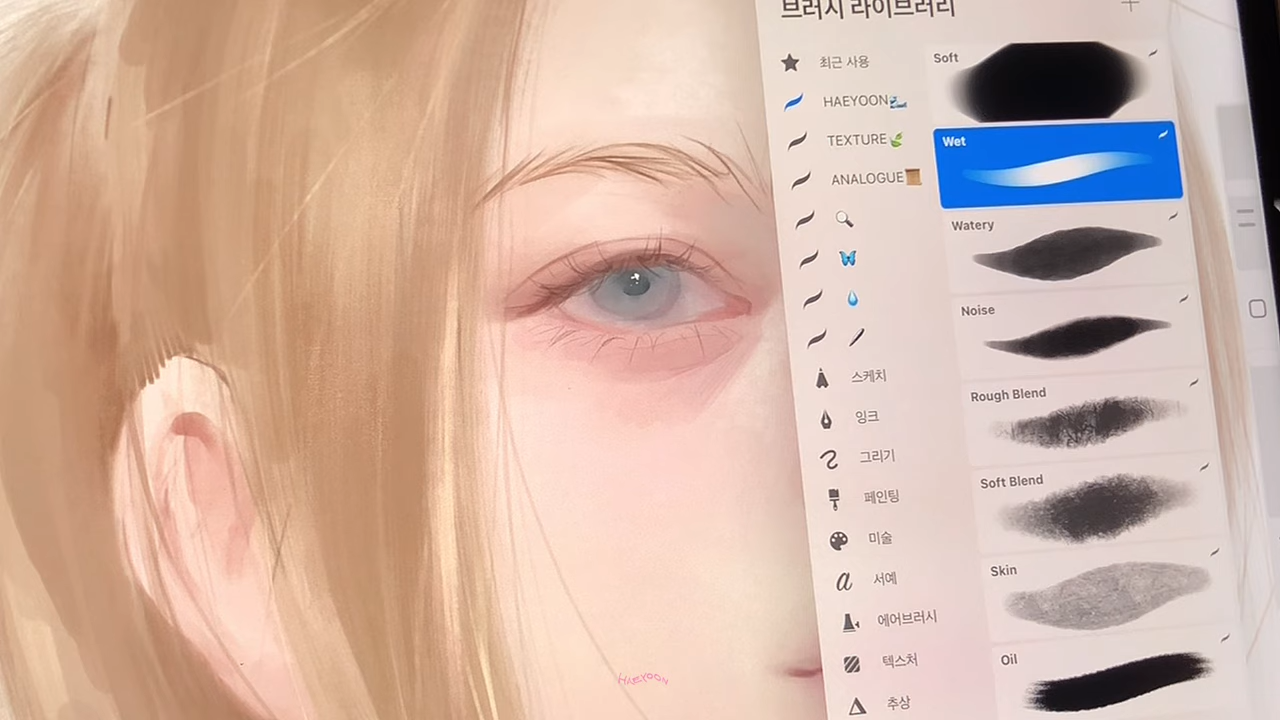 브러시 라이브러리
최근 사용
HAEYOON
TEXTURE
ANALOGUE
스케치
잉크
그리기
페인팅
미술
서예
에어브러시
텍스처
추상
Soft
Wet
Watery
Noise
Rough Blend
Soft Blend
Skin
Oil
HAEYOON